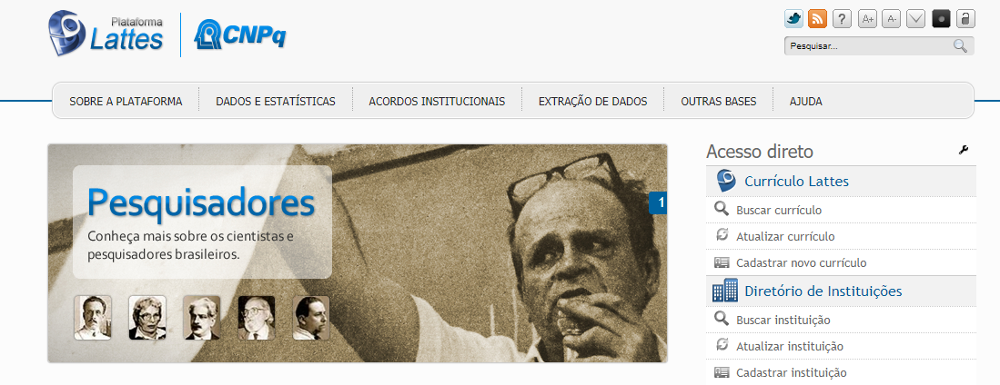 Plataforma
Lattes
CNPq
? A+ A-
Pesquisar...
SOBRE A PLATAFORMA DADOS E ESTATÍSTICAS ACORDOS INSTITUCIONAIS EXTRAÇÃO DE DADOS OUTRAS BASES AJUDA
Pesquisadores
Conheça mais sobre os cientistas e
pesquisadores brasileiros.
1
Acesso direto
Currículo Lattes
Buscar currículo
Atualizar currículo
Cadastrar novo currículo
Diretório de Instituições
Buscar instituição
Atualizar instituição
Cadastrar instituição